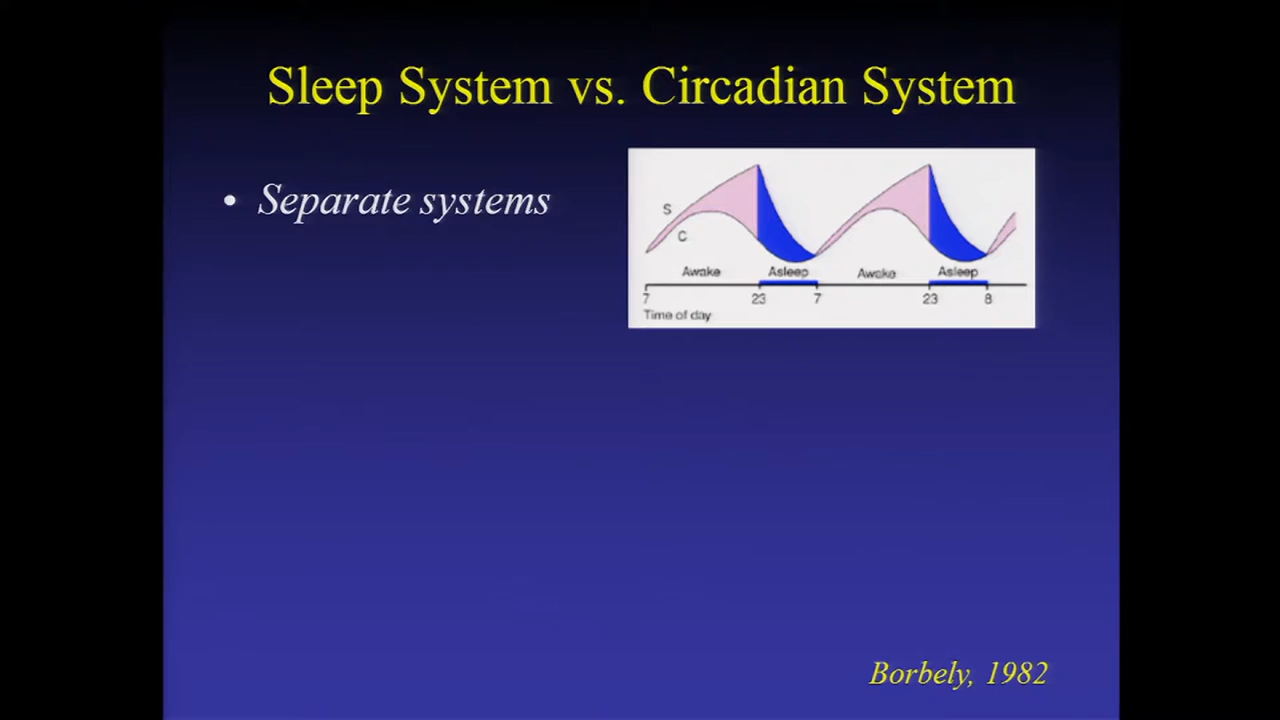 Sleep System vs. Circadian System
• Separate systems
S
C
Awake Asleep Awake Asleep
7 23 7 23 8
Time of day
Borbely, 1982